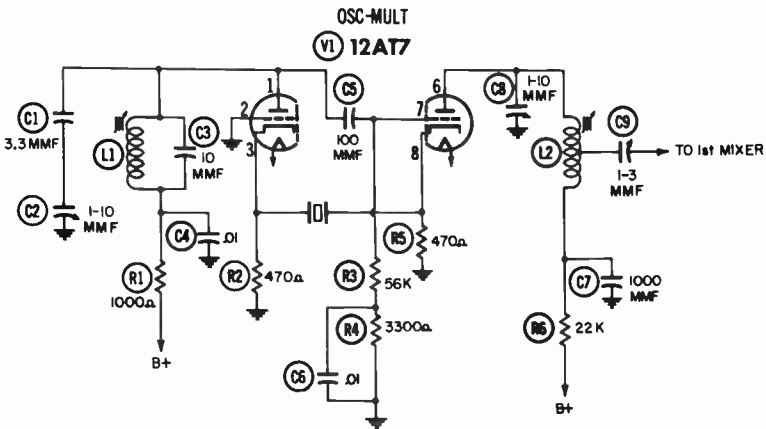 OSC-MULT
V1 12AT7
C1
3.3 MMF
C2
1-10
MMF
L1
C3
10
MMF
C4
.01
R1
1000Ω
B+
1
2
3
R2
470Ω
C5
100
MMF
R3
56K
R4
3300Ω
C6
.01
6
7
8
R5
470Ω
C8
1-10
MMF
L2
C9
1-3
MMF
TO 1st MIXER
C7
1000
MMF
R6
22K
B+